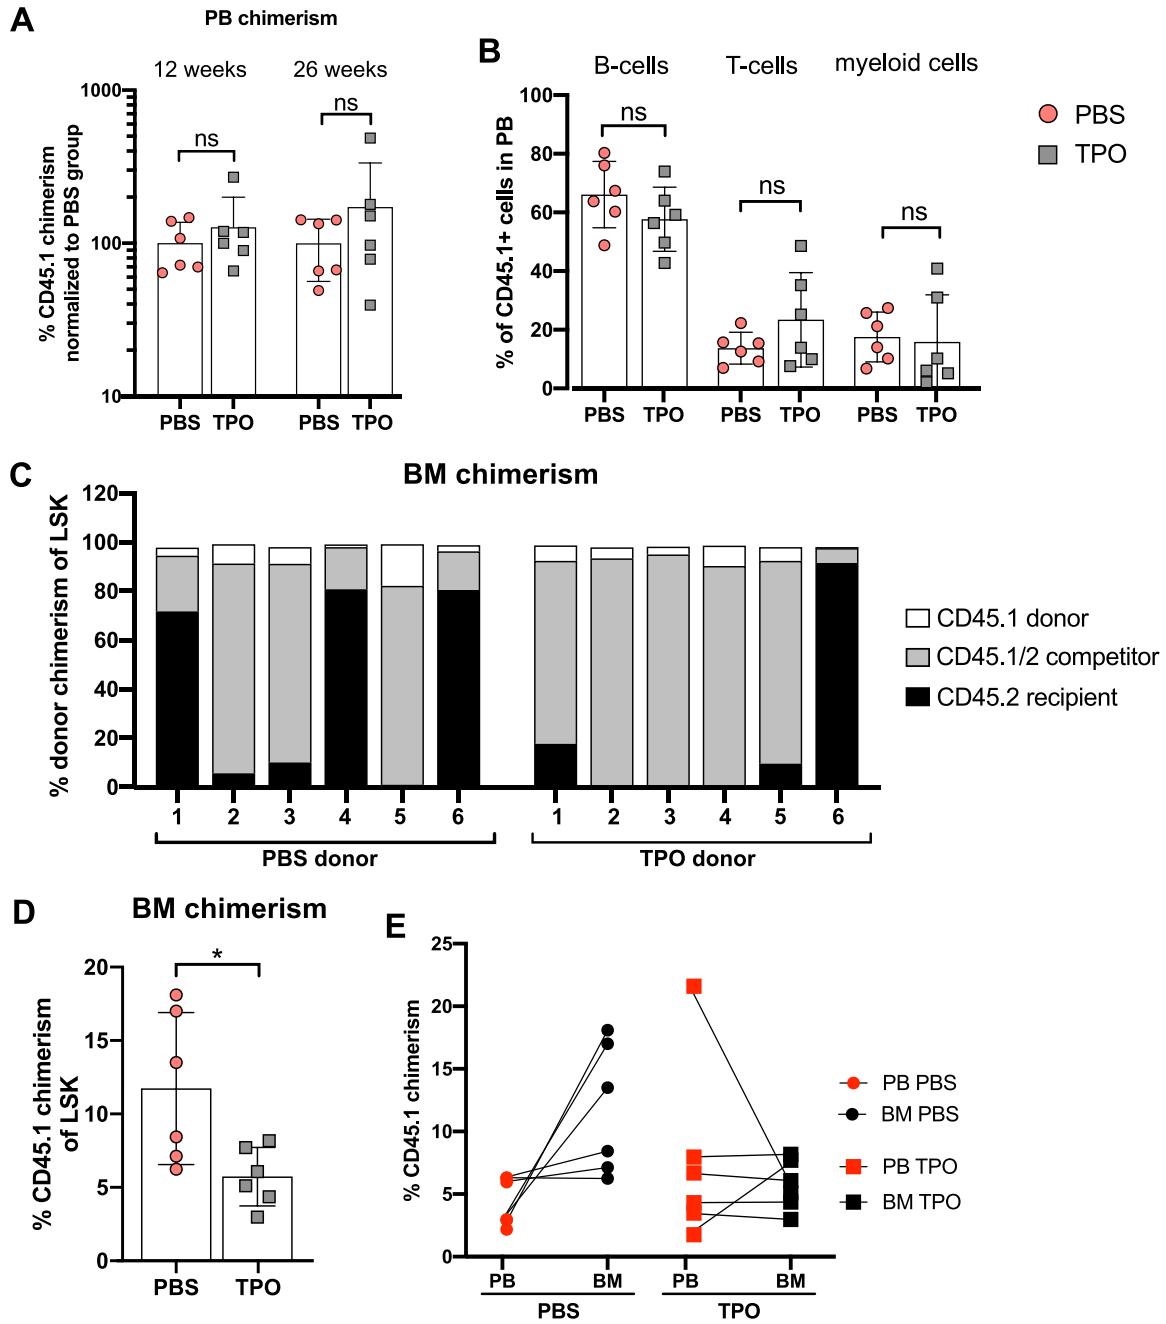 A
PB chimerism
12 weeks 26 weeks
% CD45.1 chimerism
normalized to PBS group
1000
100
10
ns
ns
PBS TPO PBS TPO
B
B-cells T-cells myeloid cells
% of CD45.1+ cells in PB
100
80
60
40
20
0
ns
ns
ns
PBS TPO PBS TPO PBS TPO
PBS
TPO
C
BM chimerism
% donor chimerism of LSK
120
100
80
60
40
20
0
1 2 3 4 5 6 1 2 3 4 5 6
PBS donor TPO donor
CD45.1 donor
CD45.1/2 competitor
CD45.2 recipient
D
BM chimerism
% CD45.1 chimerism
of LSK
20
15
10
5
0
*
PBS TPO
E
% CD45.1 chimerism
25
20
15
10
5
0
PB BM PB BM
PBS TPO
PB PBS
BM PBS
PB TPO
BM TPO